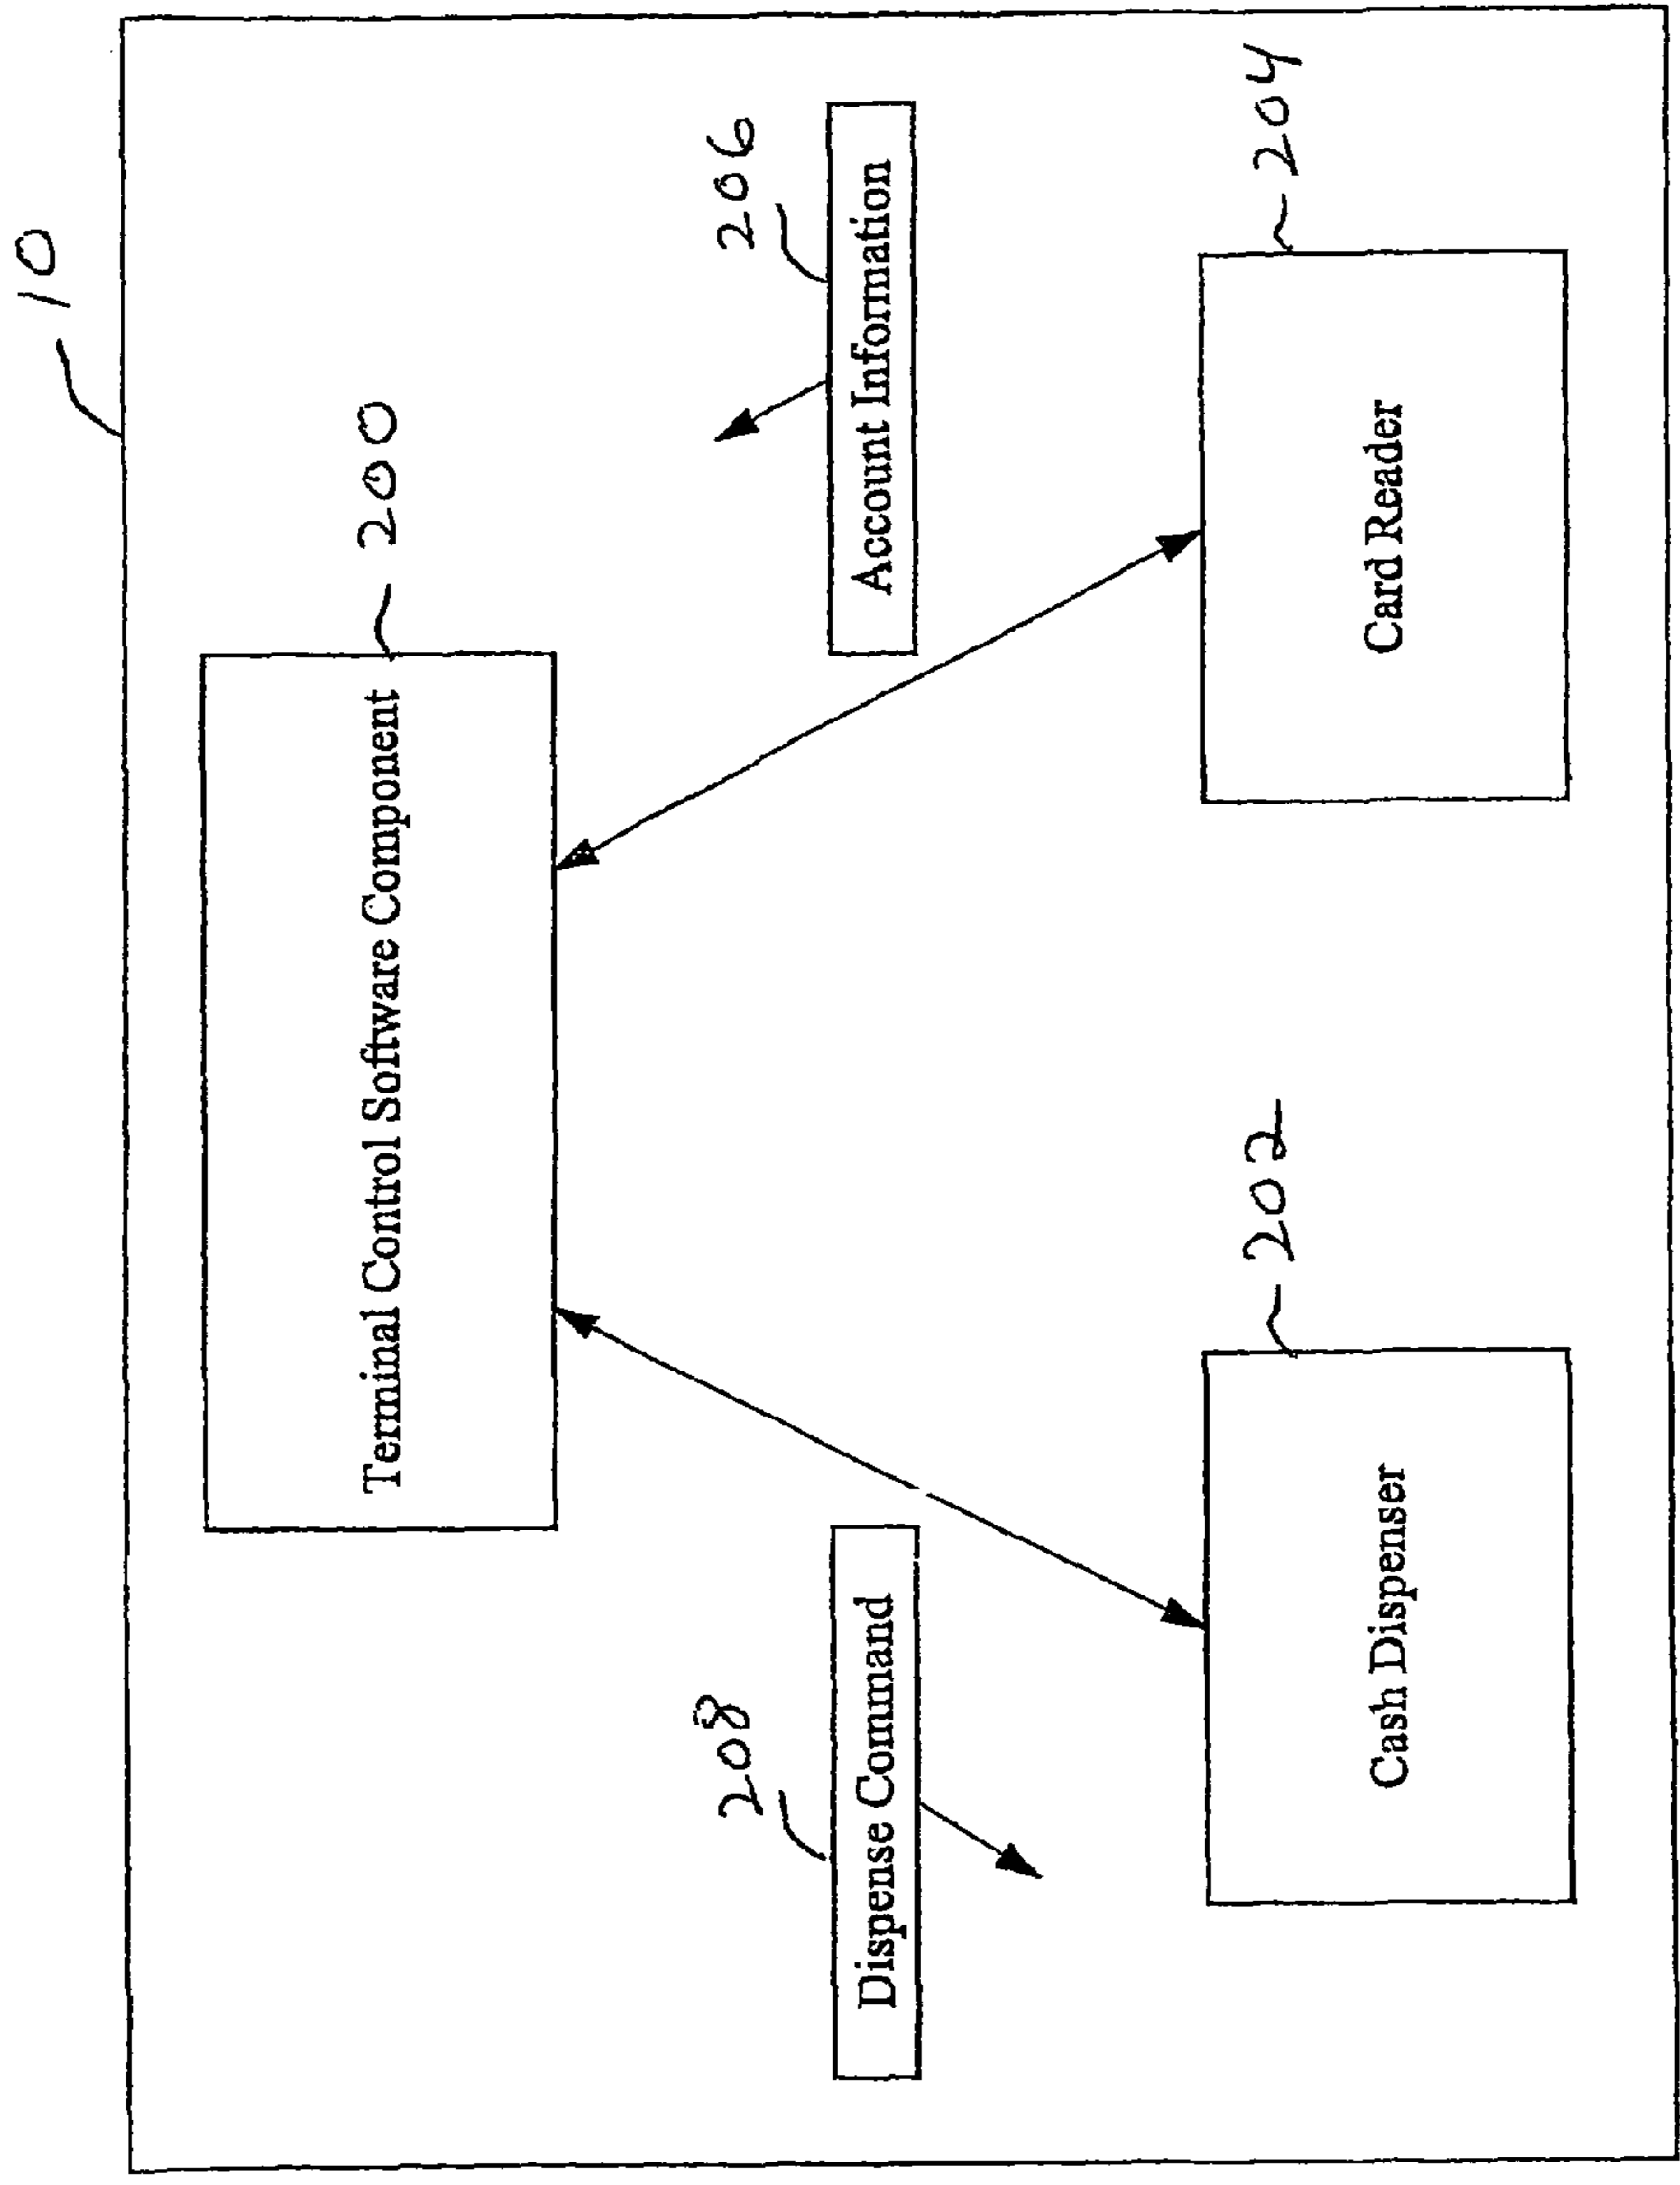 10
Terminal Control Software Component
200
208
206
Dispense Command
Account Information
202
204
Cash Dispenser
Card Reader